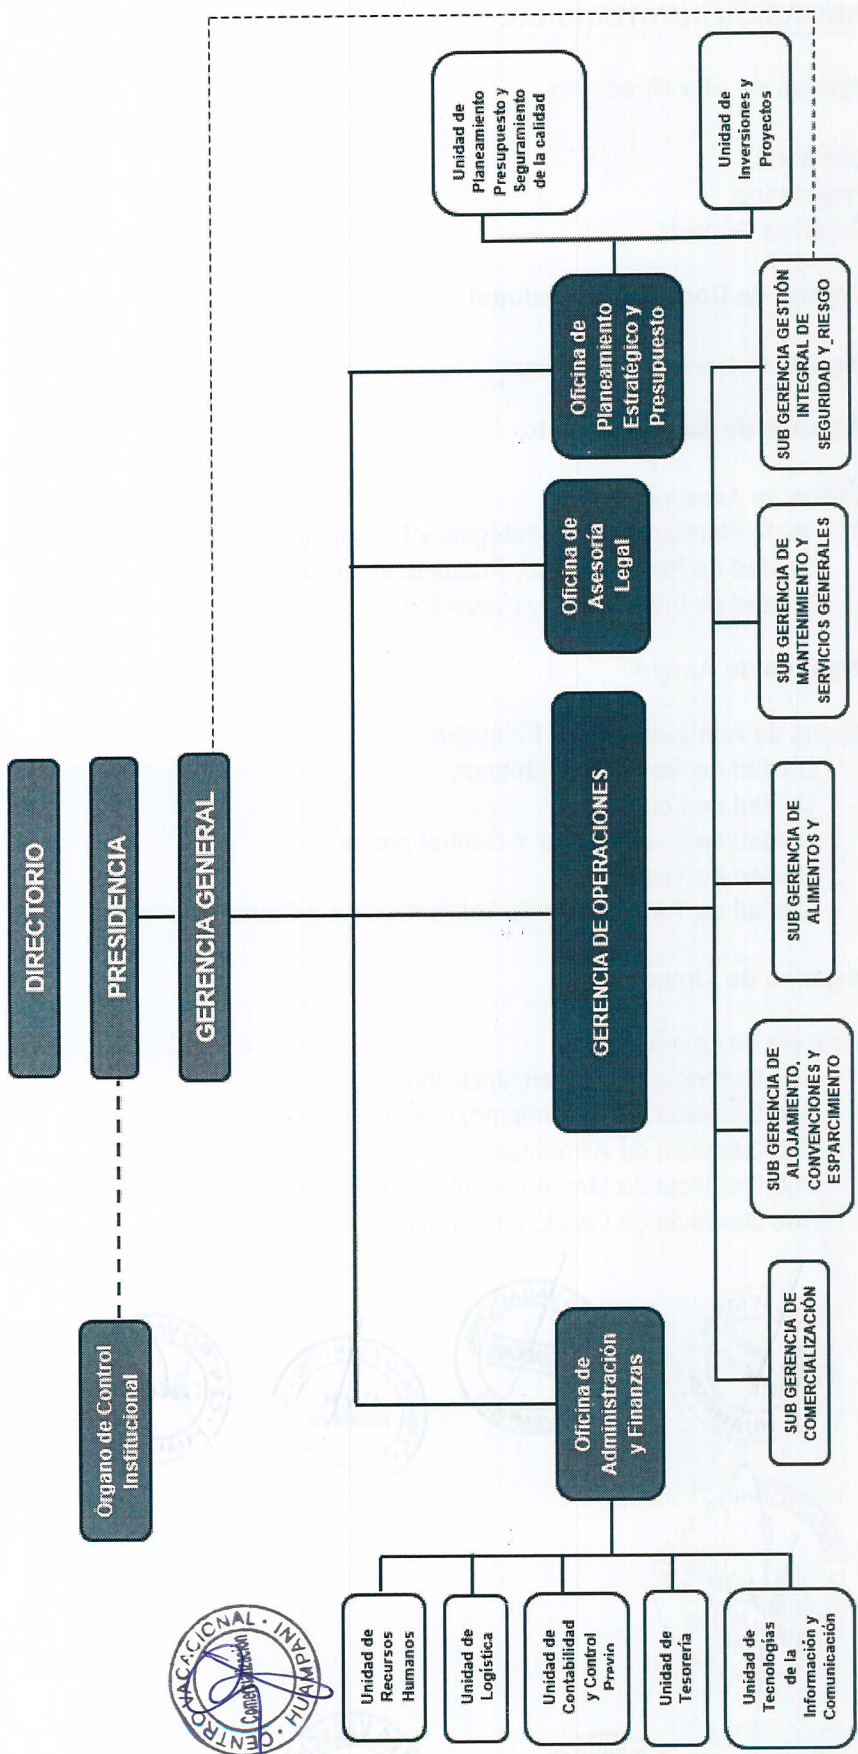 DIRECTORIO
PRESIDENCIA
Órgano de Control
Institucional
GERENCIA GENERAL
Oficina de
Administración
y Finanzas
GERENCIA DE OPERACIONES
Oficina de
Asesoría
Legal
Oficina de
Planeamiento
Estratégico y
Presupuesto
Unidad de
Planeamiento
Presupuesto y
Seguramiento
de la calidad
Unidad de
Inversiones y
Proyectos
Unidad de
Recursos
Humanos
Unidad de
Logística
Unidad de
Contabilidad
y Control
Previo
Unidad de
Tesorería
Unidad de
Tecnologías
de la
Información y
Comunicación
SUB GERENCIA DE
COMERCIALIZACIÓN
SUB GERENCIA DE
ALOJAMIENTO,
CONVENCIONES Y
ESPARCIMIENTO
SUB GERENCIA DE
ALIMENTOS Y
SUB GERENCIA DE
MANTENIMIENTO Y
SERVICIOS GENERALES
SUB GERENCIA GESTIÓN
INTEGRAL DE
SEGURIDAD Y_RIESGO
CENTRO VACACIONAL · HUAMPANI ·
Comercialización